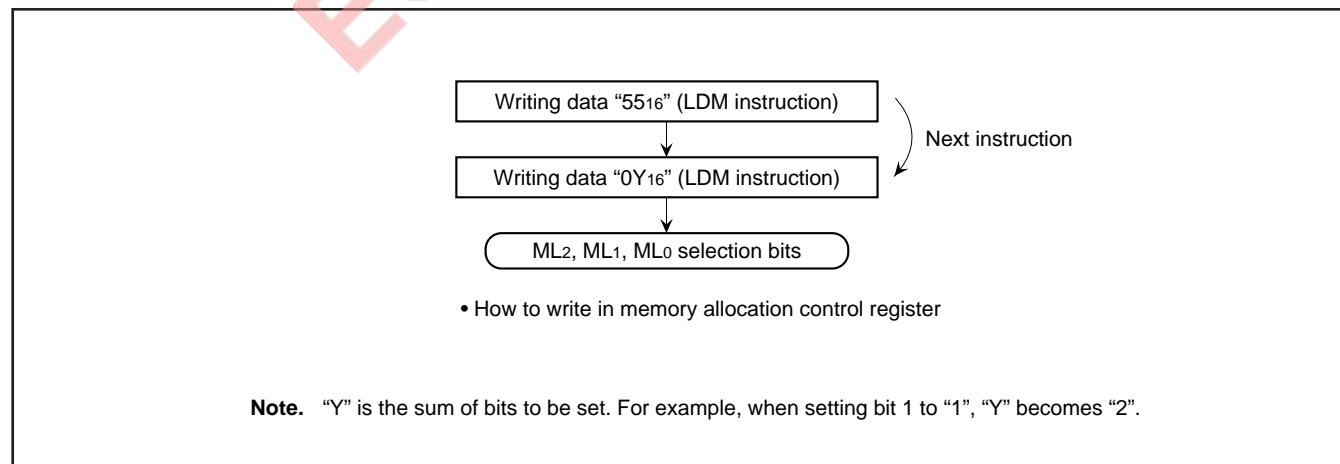 Writing data “5516” (LDM instruction)
Next instruction
Writing data “0Y16” (LDM instruction)
ML2, ML1, ML0 selection bits
• How to write in memory allocation control register
Note. “Y” is the sum of bits to be set. For example, when setting bit 1 to “1”, “Y” becomes “2”.